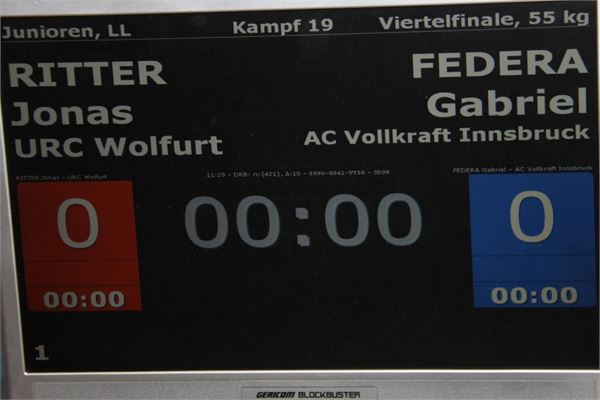 Junioren, LL Kampf 19 Viertelfinale, 55 kg
RITTER
Jonas
URC Wolfurt
FEDERA
Gabriel
AC Vollkraft Innsbruck
RITTER, Jonas - URC Wolfurt
FEDERA Gabriel - AC Vollkraft Innsbruck
0 00:00 0
00:00 00:00
1
GERICOM BLOCKBUSTER